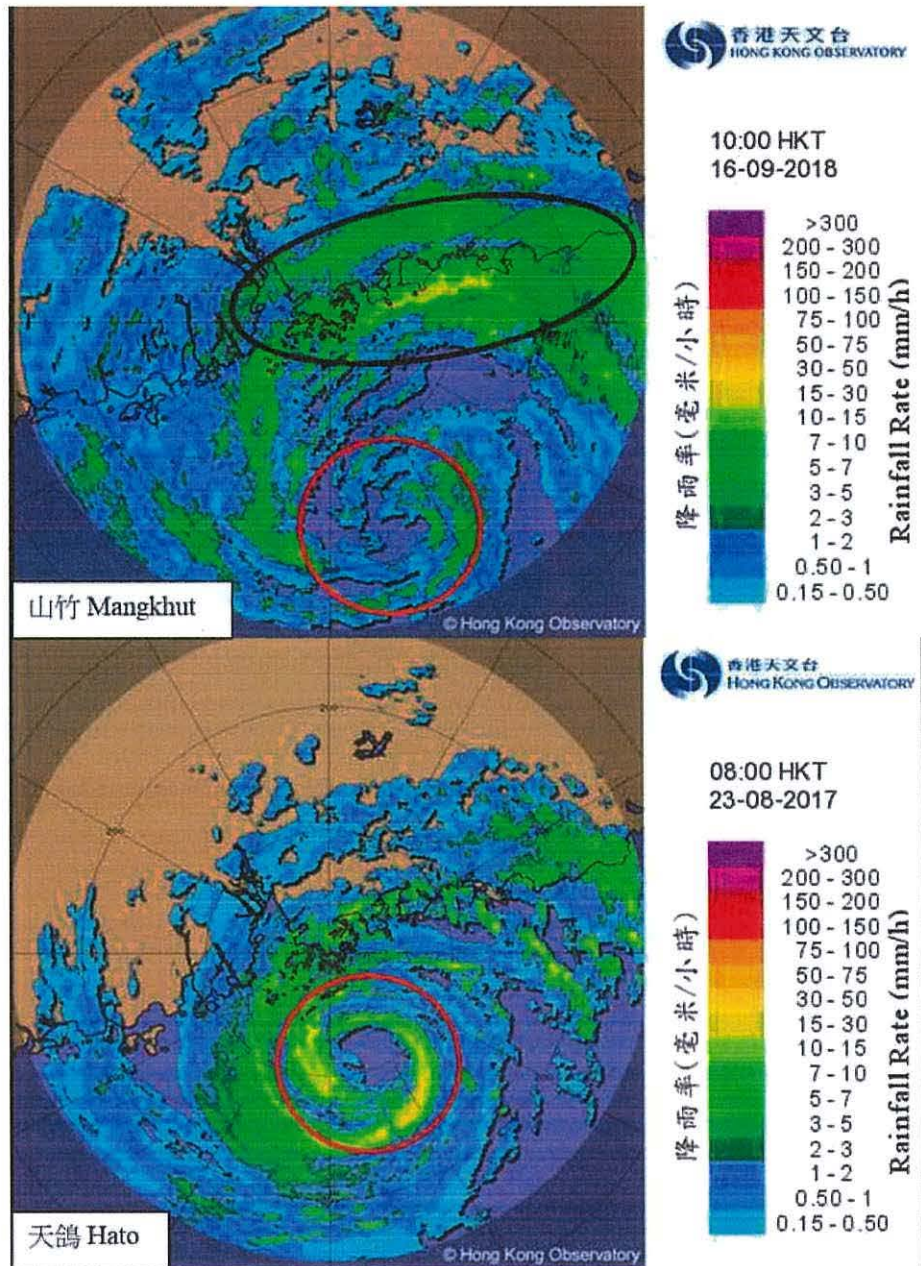 香港天文台
HONG KONG OBSERVATORY
10:00 HKT
16-09-2018
>300
200 - 300
150 - 200
100 - 150
75 - 100
50 - 75
30 - 50
15 - 30
10 - 15
7 - 10
5 - 7
3 - 5
2 - 3
1 - 2
0.50 - 1
0.15 - 0.50
降雨率(毫米/小時)
Rainfall Rate (mm/h)
山竹 Mangkhut
© Hong Kong Observatory
香港天文台
HONG KONG OBSERVATORY
08:00 HKT
23-08-2017
>300
200 - 300
150 - 200
100 - 150
75 - 100
50 - 75
30 - 50
15 - 30
10 - 15
7 - 10
5 - 7
3 - 5
2 - 3
1 - 2
0.50 - 1
0.15 - 0.50
降雨率(毫米/小時)
Rainfall Rate (mm/h)
天鴿 Hato
© Hong Kong Observatory